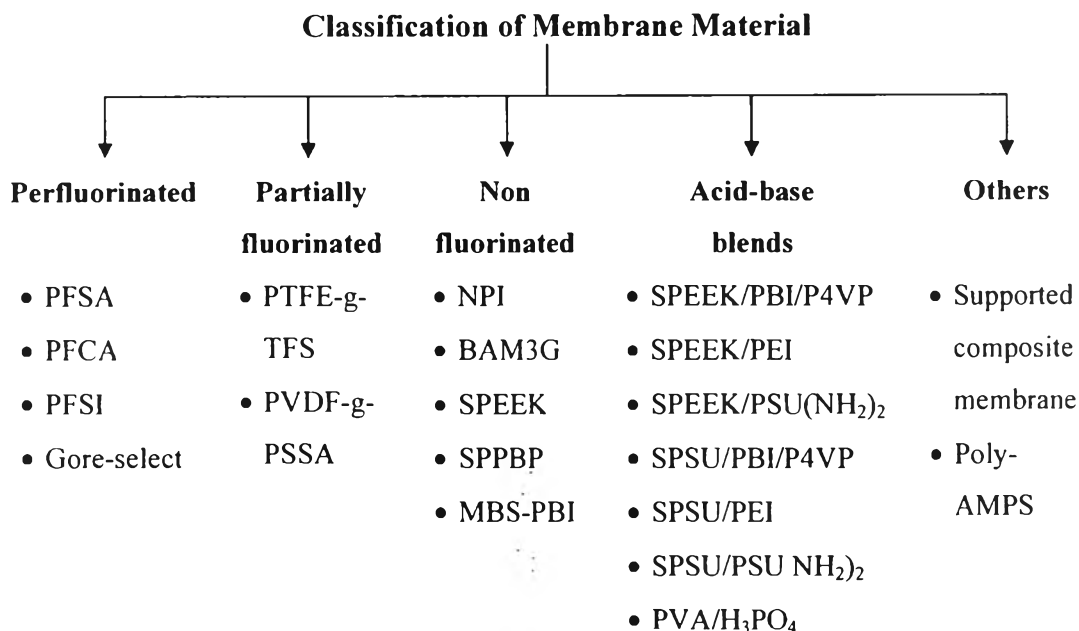 Classification of Membrane Material
Perfluorinated
• PFSA
• PFCA
• PFSI
• Gore-select
Partially
fluorinated
• PTFE-g-
TFS
• PVDF-g-
PSSA
Non
fluorinated
• NPI
• BAM3G
• SPEEK
• SPPBP
• MBS-PBI
Acid-base
blends
• SPEEK/PBI/P4VP
• SPEEK/PEI
• SPEEK/PSU(NH₂)₂
• SPSU/PBI/P4VP
• SPSU/PEI
• SPSU/PSU NH₂)₂
• PVA/H₃PO₄
Others
• Supported
composite
membrane
• Poly-
AMPS